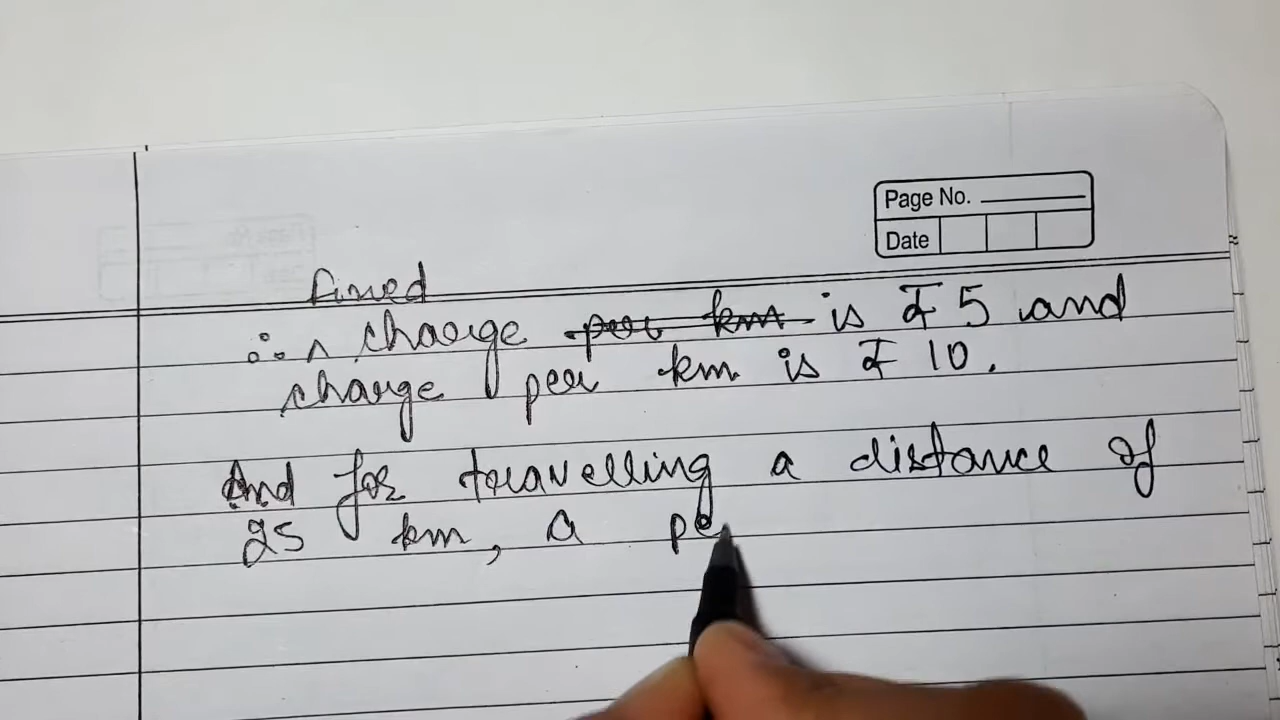 Page No.
Date
fixed
∴ ^ charge per km is ₹ 5 and
charge per km is ₹ 10.
And for travelling a distance of
25 km, a pe